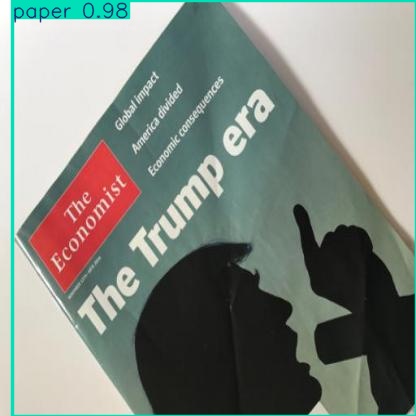 paper 0.98
Global impact
America divided
Economic consequences
The
Economist
The Trump era